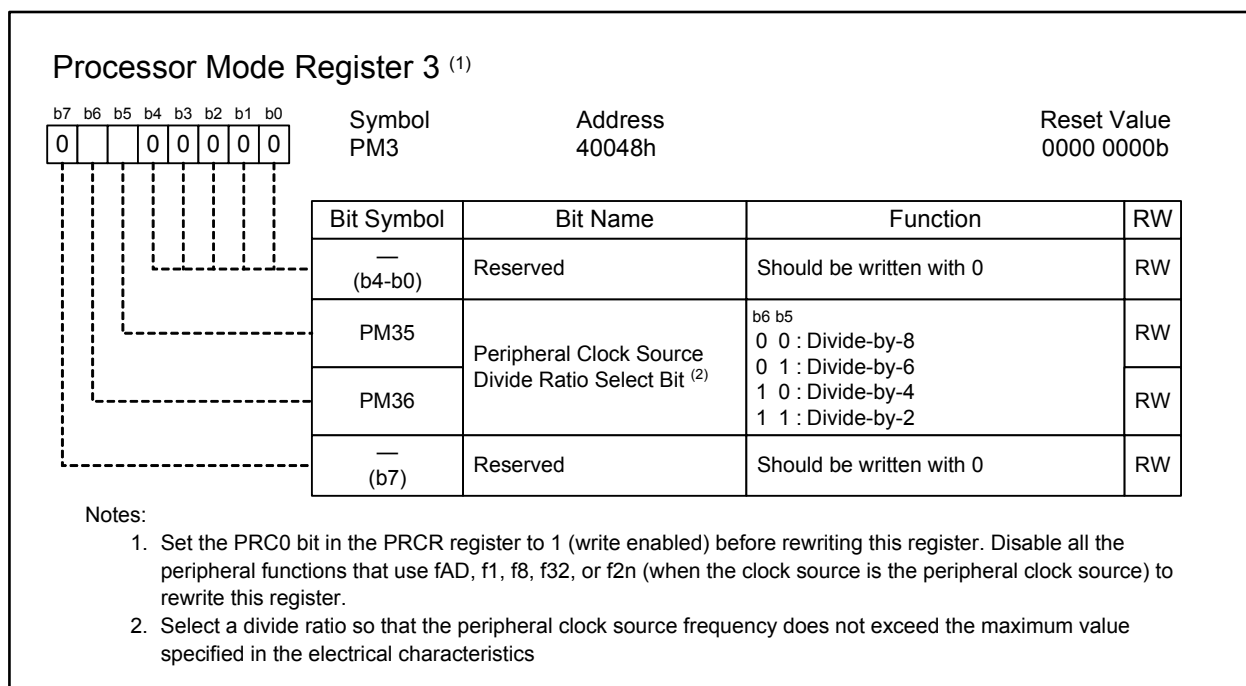 Processor Mode Register 3 (1)
b7 b6 b5 b4 b3 b2 b1 b0
0 0 0 0 0 0
Symbol Address Reset Value
PM3 40048h 0000 0000b
Bit Symbol Bit Name Function RW
— (b4-b0) Reserved Should be written with 0 RW
PM35 RW
PM36 RW
Peripheral Clock Source
Divide Ratio Select Bit (2)
b6 b5
0 0 : Divide-by-8
0 1 : Divide-by-6
1 0 : Divide-by-4
1 1 : Divide-by-2
— (b7) Reserved Should be written with 0 RW
Notes:
1. Set the PRC0 bit in the PRCR register to 1 (write enabled) before rewriting this register. Disable all the
peripheral functions that use fAD, f1, f8, f32, or f2n (when the clock source is the peripheral clock source) to
rewrite this register.
2. Select a divide ratio so that the peripheral clock source frequency does not exceed the maximum value
specified in the electrical characteristics